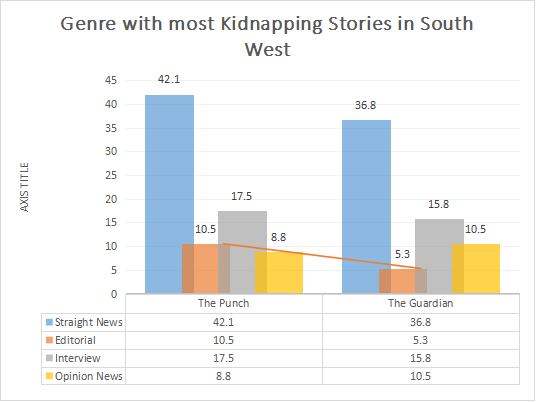 Genre with most Kidnapping Stories in South
West
AXIS TITLE
45
40
35
30
25
20
15
10
5
0
42.1
10.5
17.5
8.8
36.8
5.3
15.8
10.5
The Punch The Guardian
Straight News 42.1 36.8
Editorial 10.5 5.3
Interview 17.5 15.8
Opinion News 8.8 10.5